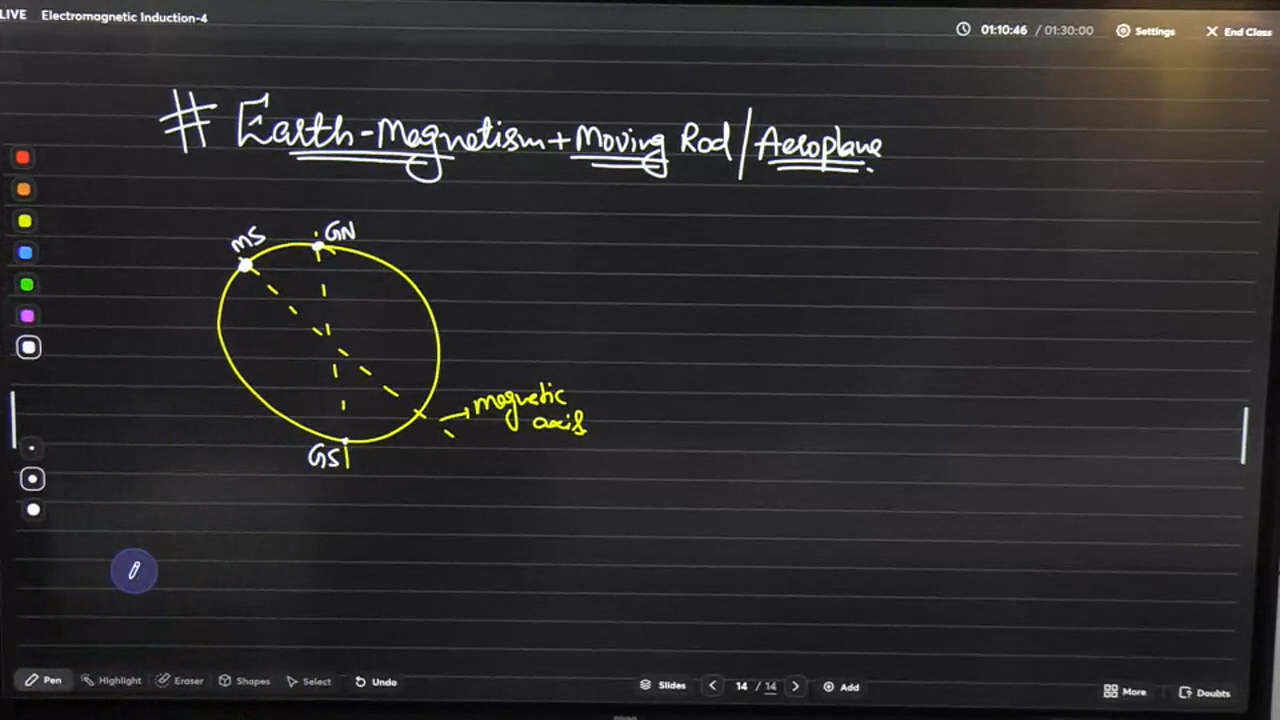 LIVE Electromagnetic Induction-4
01:10:46 / 01:30:00 Settings End Class
# Earth-Magnetism + Moving Rod / Aeroplane
MS GN
magnetic
axis
GS
Pen Highlight Eraser Shapes Select Undo Slides 14 / 14 Add More Doubts